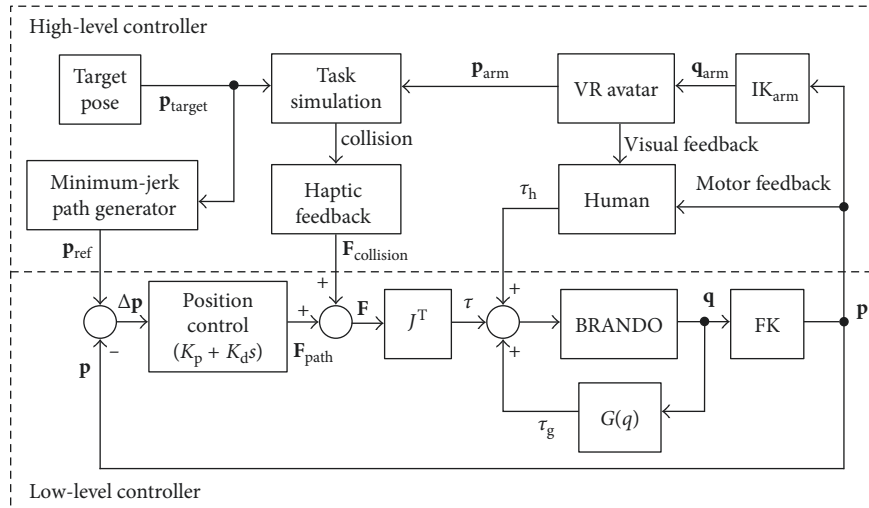 High-level controller
Target
pose
p_target
Task
simulation
p_arm
VR avatar
q_arm
IK_arm
collision
Visual feedback
Minimum-jerk
path generator
Haptic
feedback
τ_h
Human
Motor feedback
p_ref
F_collision
+
+
Δp
Position
control
(K_p + K_d s)
+
F_path
F
J^T
τ
BRANDO
q
FK
p
p
−
+
τ_g
G(q)
Low-level controller